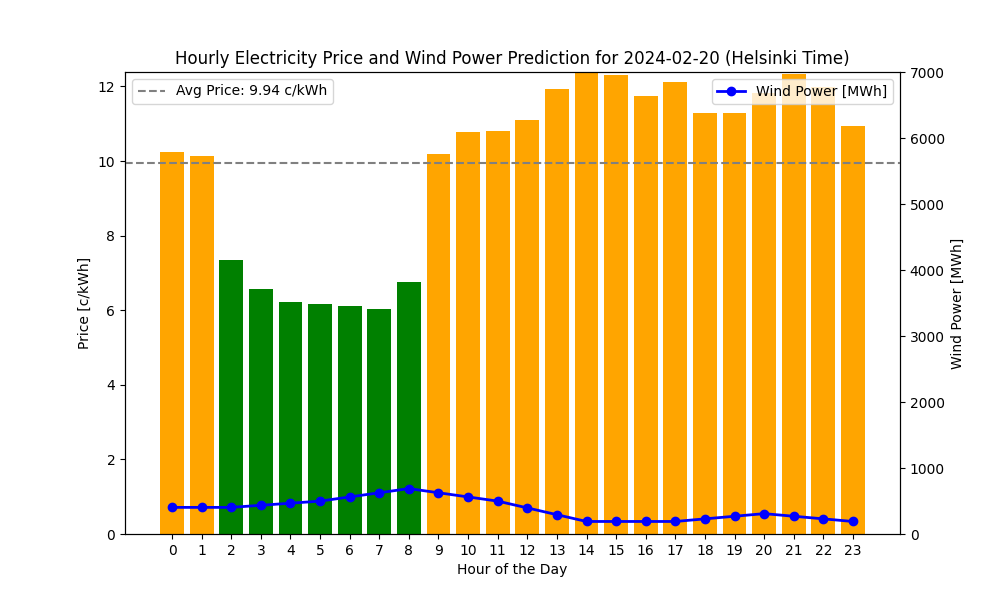 Hourly Electricity Price and Wind Power Prediction for 2024-02-20 (Helsinki Time)
Avg Price: 9.94 c/kWh
Wind Power [MWh]
12
10
8
6
4
2
0
Price [c/kWh]
7000
6000
5000
4000
3000
2000
1000
0
Wind Power [MWh]
0 1 2 3 4 5 6 7 8 9 10 11 12 13 14 15 16 17 18 19 20 21 22 23
Hour of the Day